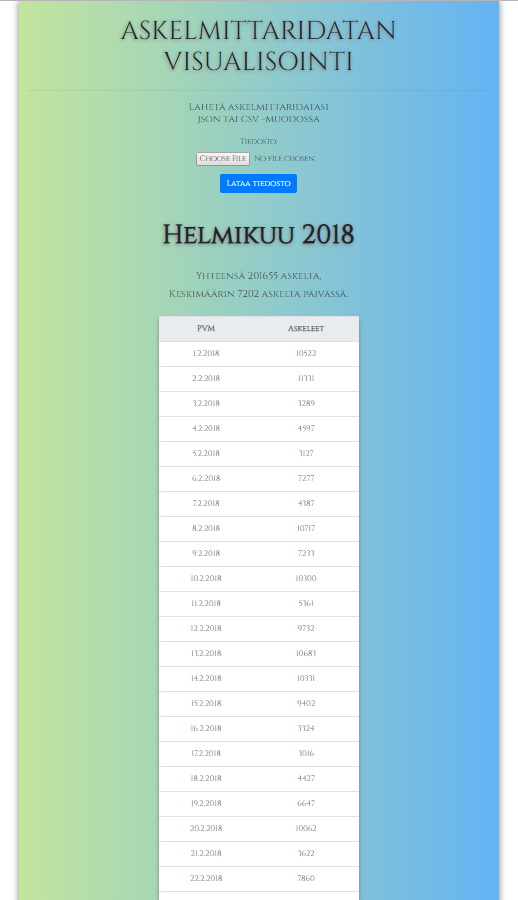 ASKELMITTARIDATAN
VISUALISOINTI
LÄHETÄ ASKELMITTARIDATASI
JSON TAI CSV -MUODOSSA
TIEDOSTO:
CHOOSE FILE NO FILE CHOSEN
LATAA TIEDOSTO
HELMIKUU 2018
YHTEENSÄ 201655 ASKELTA,
KESKIMÄÄRIN 7202 ASKELTA PÄIVÄSSÄ.
PVM ASKELEET
1.2.2018 10522
2.2.2018 11331
3.2.2018 3289
4.2.2018 4597
5.2.2018 3127
6.2.2018 7277
7.2.2018 4387
8.2.2018 10717
9.2.2018 7233
10.2.2018 10300
11.2.2018 5361
12.2.2018 9732
13.2.2018 10683
14.2.2018 10331
15.2.2018 9402
16.2.2018 3324
17.2.2018 3016
18.2.2018 4427
19.2.2018 6647
20.2.2018 10062
21.2.2018 3622
22.2.2018 7860